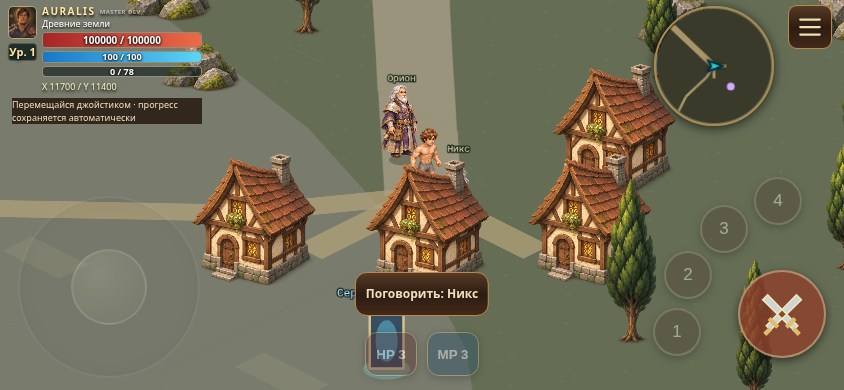 AURALIS MASTER DEV
Древние земли
100000 / 100000
Ур. 1
100 / 100
0 / 78
X 11700 / Y 11400
Перемещайся джойстиком · прогресс
сохраняется автоматически
Орион
Никс
4
3
2
1
Поговорить: Никс
HP 3
MP 3